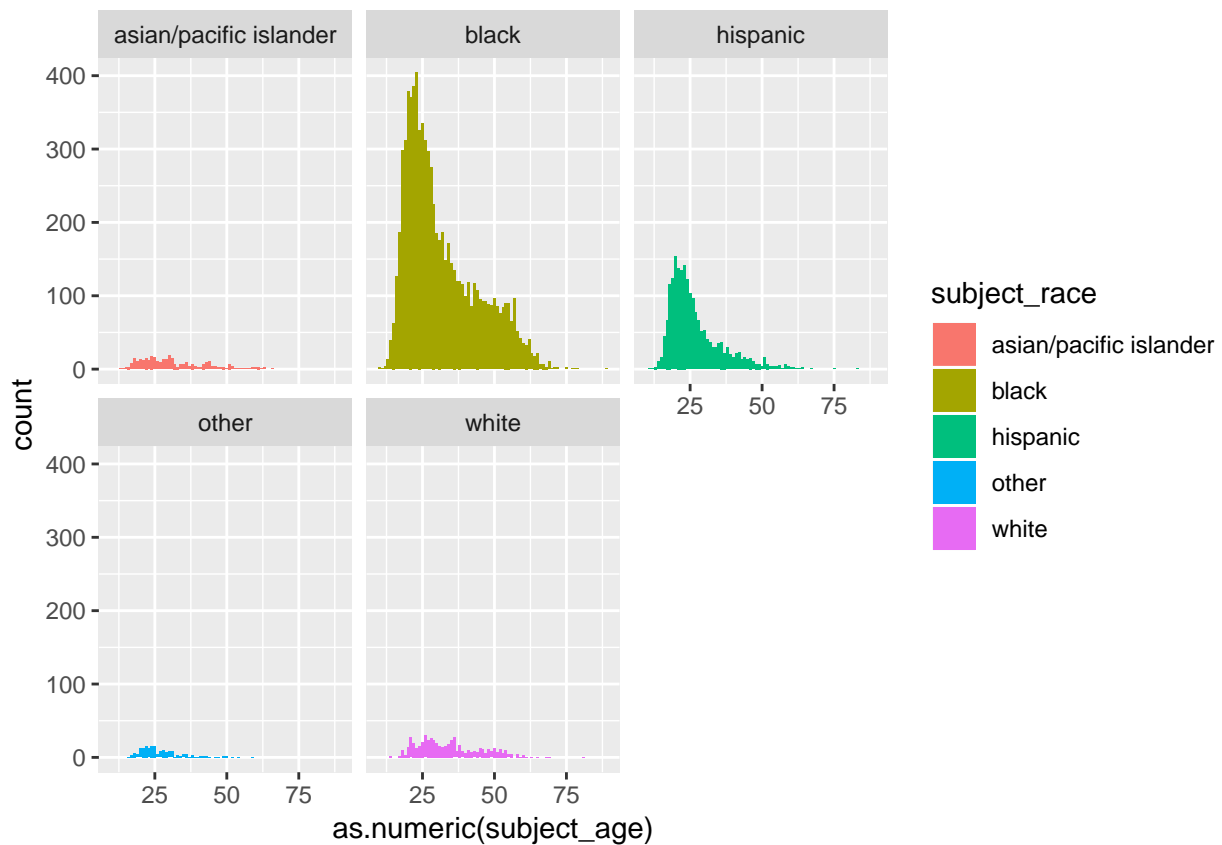 asian/pacific islander
black
hispanic
400
300
200
100
0
25
50
75
other
white
400
300
200
100
0
25
50
75
25
50
75
count
as.numeric(subject_age)
subject_race
asian/pacific islander
black
hispanic
other
white